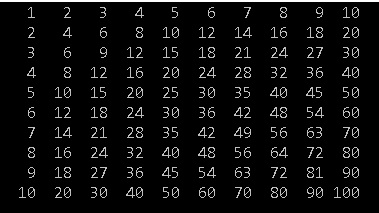 1 2 3 4 5 6 7 8 9 10
2 4 6 8 10 12 14 16 18 20
3 6 9 12 15 18 21 24 27 30
4 8 12 16 20 24 28 32 36 40
5 10 15 20 25 30 35 40 45 50
6 12 18 24 30 36 42 48 54 60
7 14 21 28 35 42 49 56 63 70
8 16 24 32 40 48 56 64 72 80
9 18 27 36 45 54 63 72 81 90
10 20 30 40 50 60 70 80 90 100